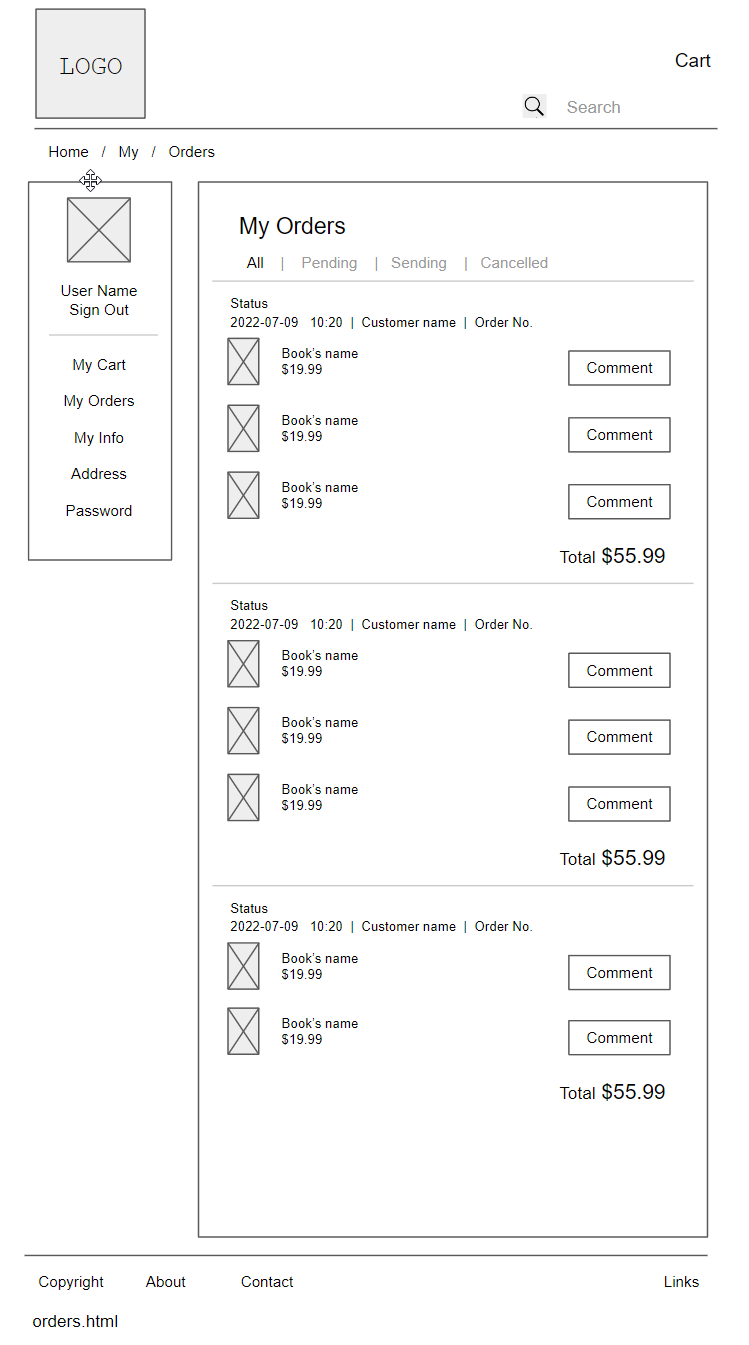 LOGO
Cart
Search
Home / My / Orders
User Name
Sign Out
My Cart
My Orders
My Info
Address
Password
My Orders
All | Pending | Sending | Cancelled
Status
2022-07-09 10:20 | Customer name | Order No.
Book's name
$19.99
Comment
Book's name
$19.99
Comment
Book's name
$19.99
Comment
Total $55.99
Status
2022-07-09 10:20 | Customer name | Order No.
Book's name
$19.99
Comment
Book's name
$19.99
Comment
Book's name
$19.99
Comment
Total $55.99
Status
2022-07-09 10:20 | Customer name | Order No.
Book's name
$19.99
Comment
Book's name
$19.99
Comment
Total $55.99
Copyright About Contact Links
orders.html